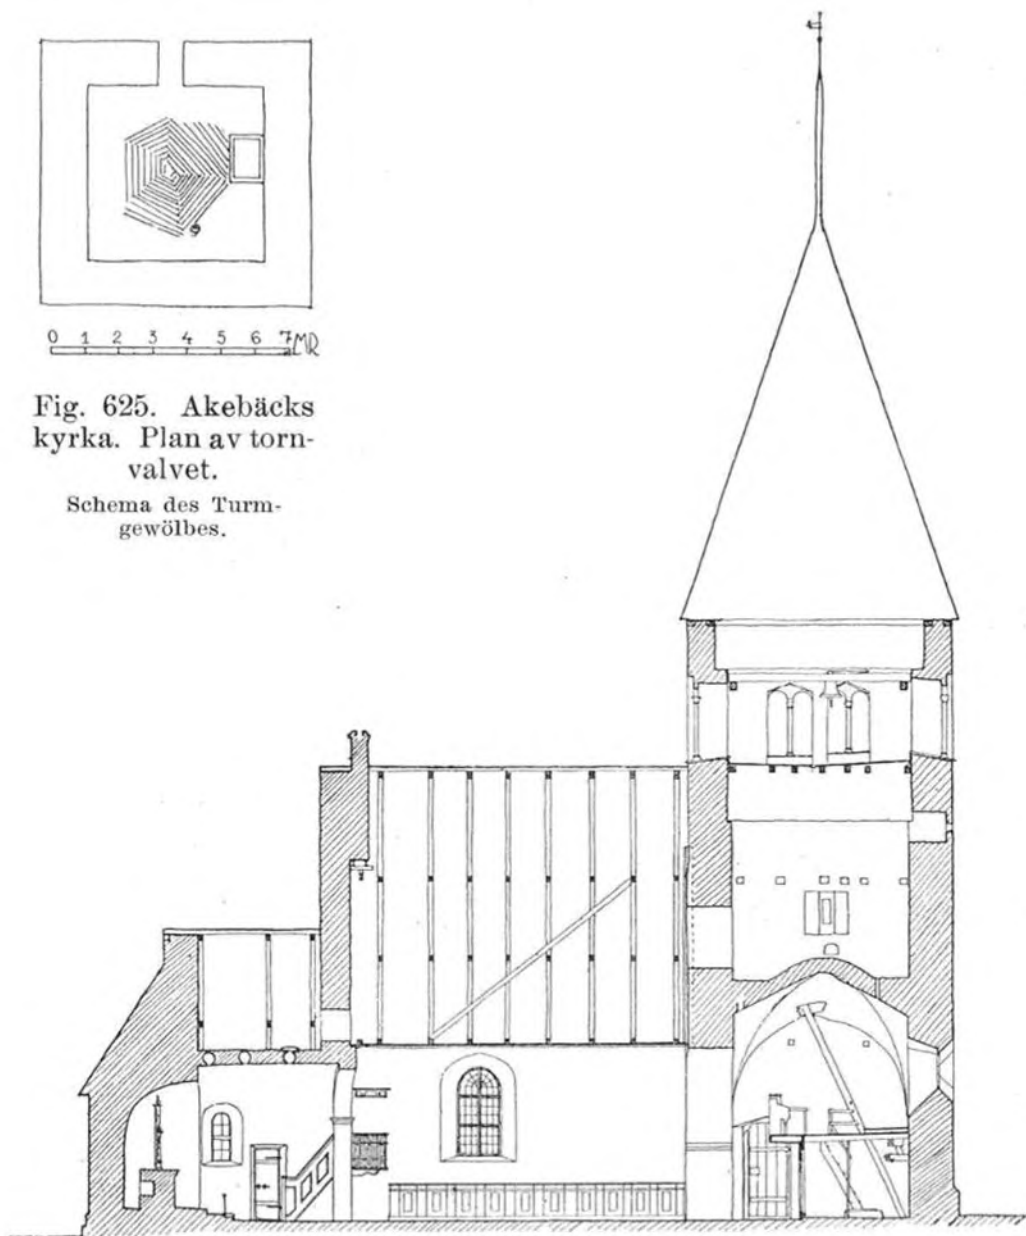 0 1 2 3 4 5 6 7 MR
Fig. 625. Akebäcks
kyrka. Plan av torn-
valvet.
Schema des Turm-
gewölbes.